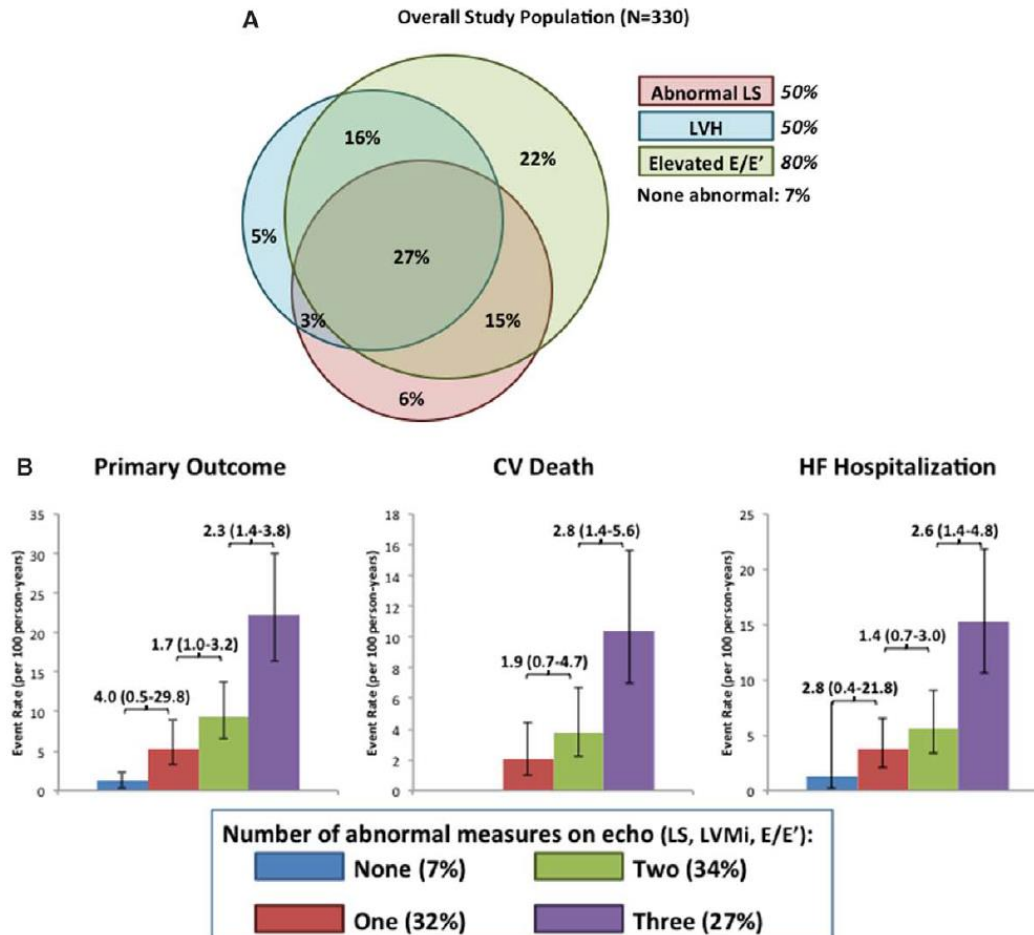 A
Overall Study Population (N=330)
Abnormal LS 50%
LVH 50%
Elevated E/E' 80%
None abnormal: 7%
16%
22%
5%
27%
3%
15%
6%
B
Primary Outcome
Event Rate (per 100 person-years)
35
30
25
20
15
10
5
0
4.0 (0.5-29.8)
1.7 (1.0-3.2)
2.3 (1.4-3.8)
CV Death
Event Rate (per 100 person-years)
18
16
14
12
10
8
6
4
2
0
1.9 (0.7-4.7)
2.8 (1.4-5.6)
HF Hospitalization
Event Rate (per 100 person-years)
25
20
15
10
5
0
2.8 (0.4-21.8)
1.4 (0.7-3.0)
2.6 (1.4-4.8)
Number of abnormal measures on echo (LS, LVMi, E/E'):
None (7%)
Two (34%)
One (32%)
Three (27%)